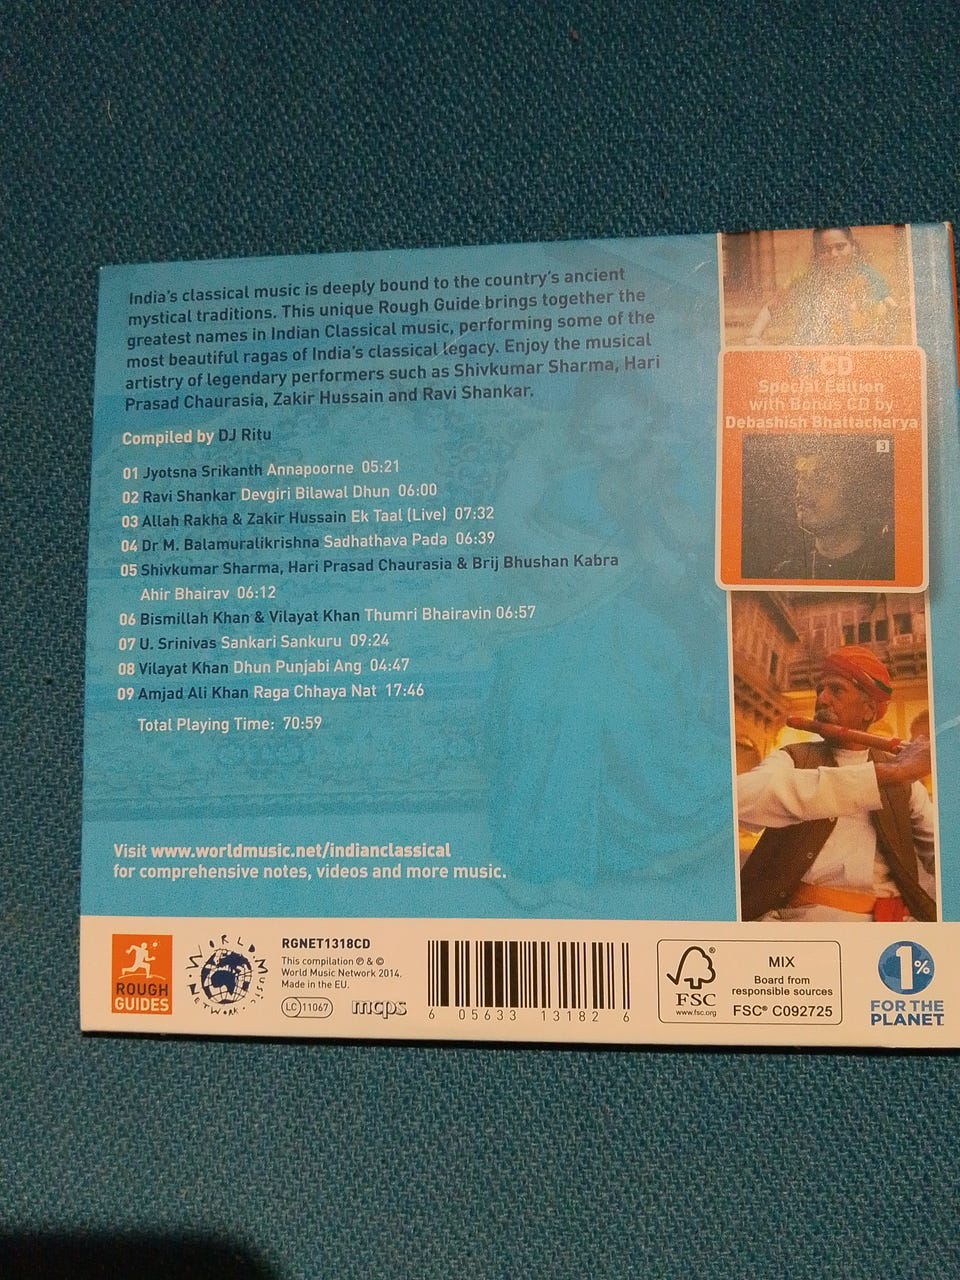 India's classical music is deeply bound to the country's ancient
mystical traditions. This unique Rough Guide brings together the
greatest names in Indian Classical music, performing some of the
most beautiful ragas of India's classical legacy. Enjoy the musical
artistry of legendary performers such as Shivkumar Sharma, Hari
Prasad Chaurasia, Zakir Hussain and Ravi Shankar.
Compiled by DJ Ritu
01 Jyotsna Srikanth Annapoorne 05:21
02 Ravi Shankar Devgiri Bilawal Dhun 06:00
03 Allah Rakha & Zakir Hussain Ek Taal (Live) 07:32
04 Dr M. Balamuralikrishna Sadhathava Pada 06:39
05 Shivkumar Sharma, Hari Prasad Chaurasia & Brij Bhushan Kabra
Ahir Bhairav 06:12
06 Bismillah Khan & Vilayat Khan Thumri Bhairavin 06:57
07 U. Srinivas Sankari Sankuru 09:24
08 Vilayat Khan Dhun Punjabi Ang 04:47
09 Amjad Ali Khan Raga Chhaya Nat 17:46
Total Playing Time: 70:59
Visit www.worldmusic.net/indianclassical
for comprehensive notes, videos and more music.
CD
Special Edition
with Bonus CD by
Debashish Bhattacharya
3
ROUGH
GUIDES
WORLD MUSIC NETWORK
RGNET1318CD
This compilation ℗ & ©
World Music Network 2014.
Made in the EU.
LC 11067
mcps
6 05633 13182 6
FSC®
www.fsc.org
MIX
Board from
responsible sources
FSC® C092725
1%
FOR THE
PLANET